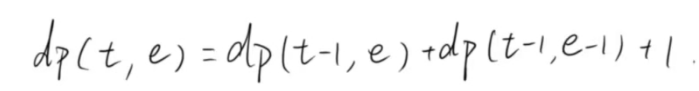 dp(t, e) = dp(t-1, e) + dp(t-1, e-1) + 1.